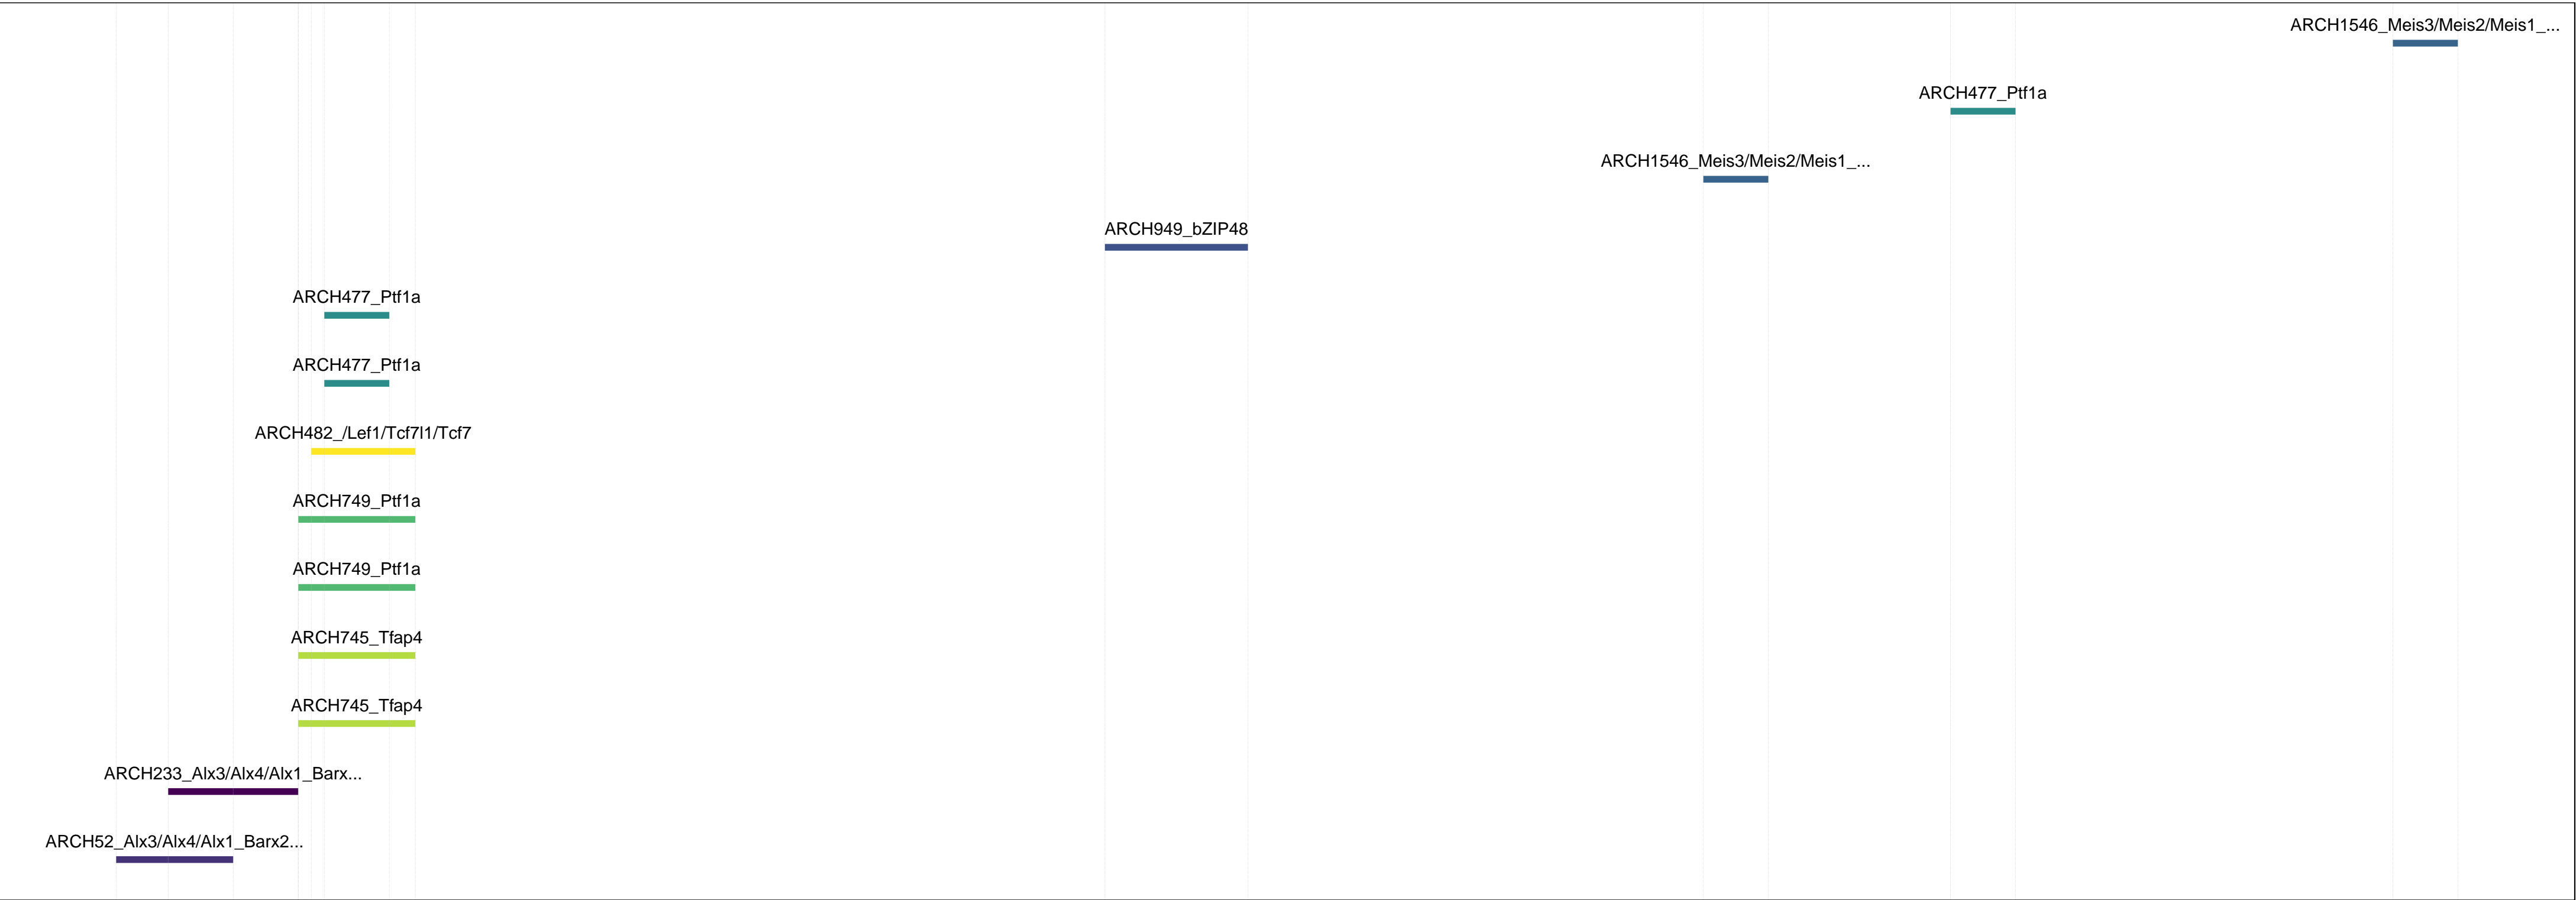 ARCH1546_Meis3/Meis2/Meis1_...
ARCH477_Ptf1a
ARCH1546_Meis3/Meis2/Meis1_...
ARCH949_bZIP48
ARCH477_Ptf1a
ARCH477_Ptf1a
ARCH482_/Lef1/Tcf7l1/Tcf7
ARCH749_Ptf1a
ARCH749_Ptf1a
ARCH745_Tfap4
ARCH745_Tfap4
ARCH233_Alx3/Alx4/Alx1_Barx...
ARCH52_Alx3/Alx4/Alx1_Barx2...